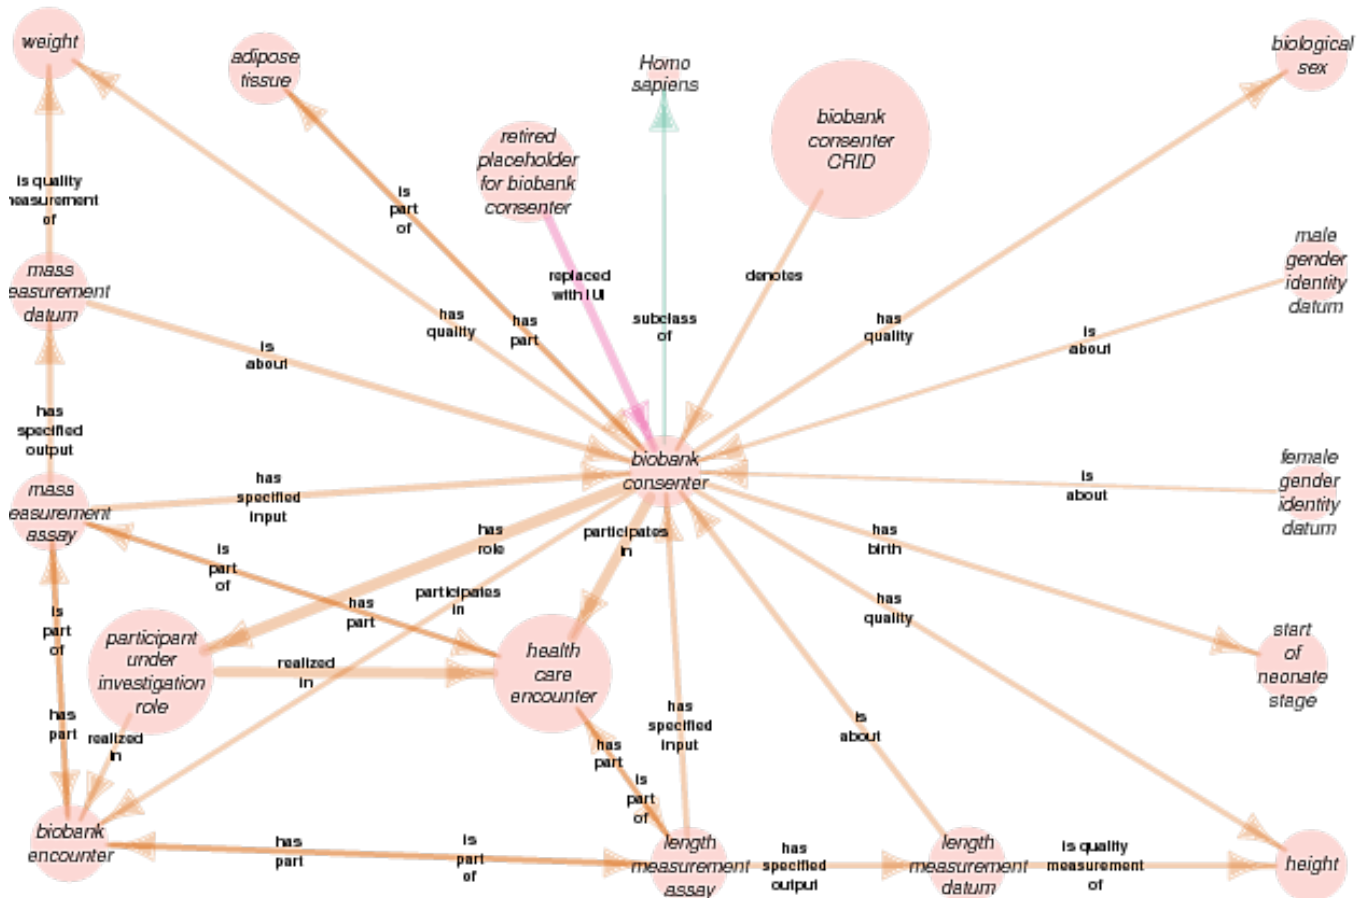 weight
adipose
tissue
Homo
sapiens
biobank
consenter
CRID
biological
sex
retired
placeholder
for biobank
consenter
is quality
neasurement
of
is
part
of
male
gender
identity
datum
mass
easurement
datum
replaced
with IUI
denotes
has
quality
has
part
subclass
of
has
quality
is
about
is
about
has
specified
output
biobank
consenter
female
gender
identity
datum
mass
easurement
assay
has
specified
input
is
about
has
role
participates
in
has
birth
is
part
of
has
part
participates
in
has
quality
is
part
of
participant
under
investigation
role
realized
in
health
care
encounter
start
of
neonate
stage
has
part
realized
in
has
specified
input
is
about
has
part
is
part
of
biobank
encounter
has
part
is
part
of
length
measurement
assay
has
specified
output
length
measurement
datum
is quality
measurement
of
height